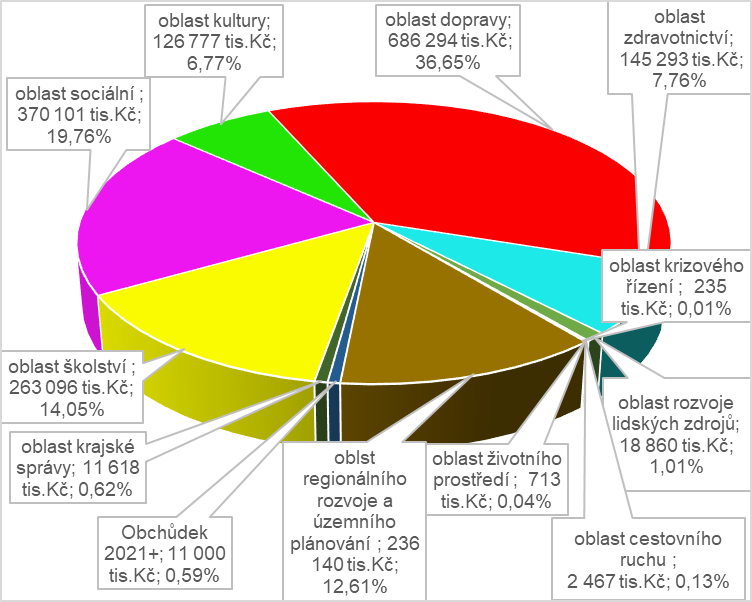 oblast kultury;
126 777 tis.Kč;
6,77%
oblast dopravy;
686 294 tis.Kč;
36,65%
oblast
zdravotnictví;
145 293 tis.Kč;
7,76%
oblast sociální ;
370 101 tis.Kč;
19,76%
oblast krizového
řízení ; 235
tis.Kč; 0,01%
oblast školství ;
263 096 tis.Kč;
14,05%
oblast rozvoje
lidských zdrojů;
18 860 tis.Kč;
1,01%
oblast krajské
správy; 11 618
tis.Kč; 0,62%
oblst
regionálního
rozvoje a
územního
plánování ; 236
140 tis.Kč;
12,61%
oblast životního
prostředí ; 713
tis.Kč; 0,04%
Obchůdek
2021+; 11 000
tis.Kč; 0,59%
oblast cestovního
ruchu ;
2 467 tis.Kč; 0,13%